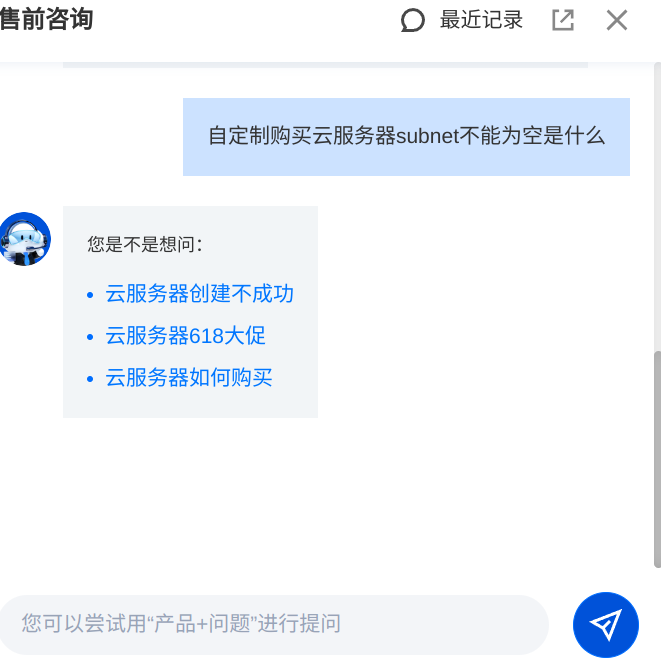 售前咨询
最近记录
自定制购买云服务器subnet不能为空是什么
您是不是想问：
云服务器创建不成功
云服务器618大促
云服务器如何购买
您可以尝试用“产品+问题”进行提问